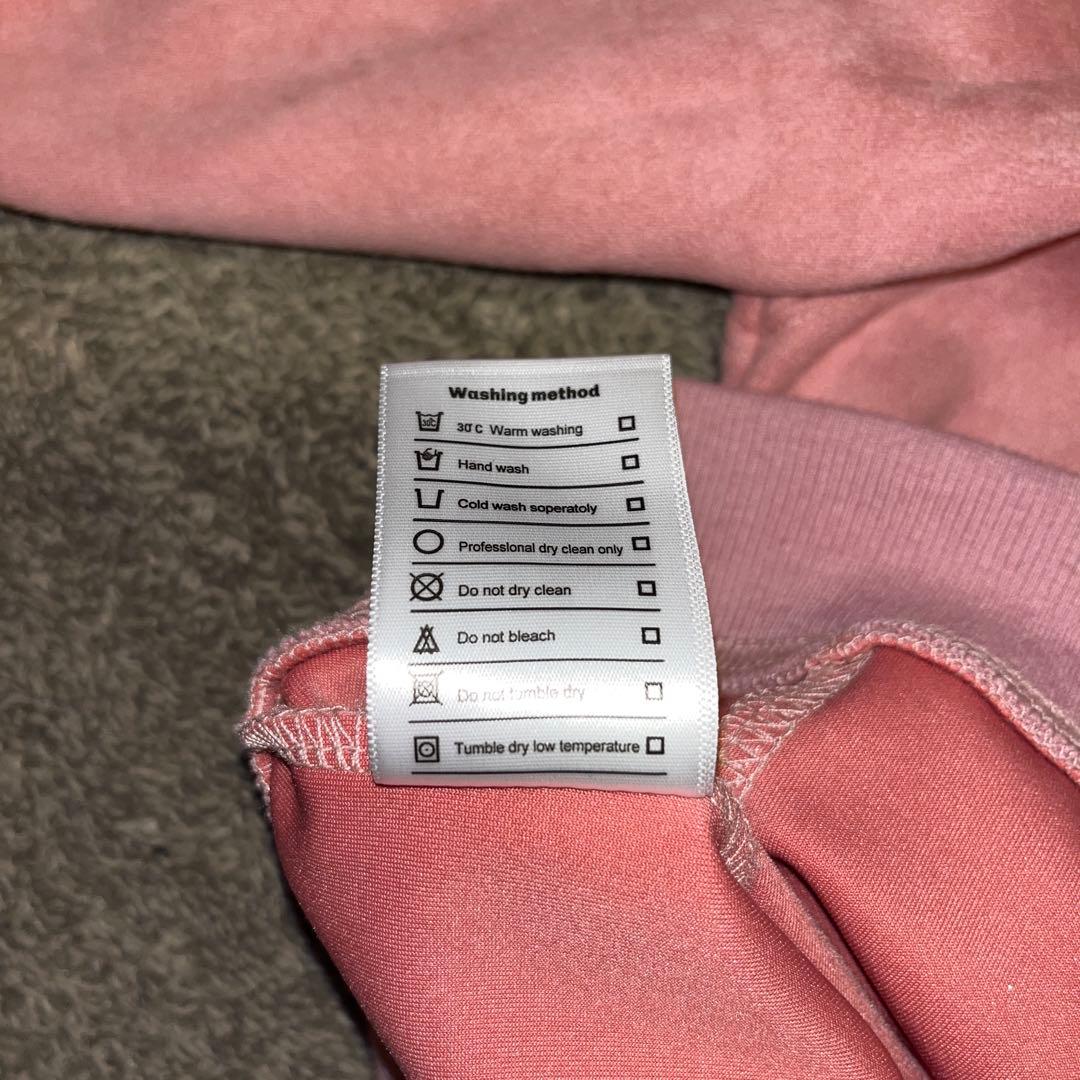 Washing method
30°C 30°C Warm washing
Hand wash
Cold wash soperatoly
Professional dry clean only
Do not dry clean
Do not bleach
Do not tumble dry
Tumble dry low temperature